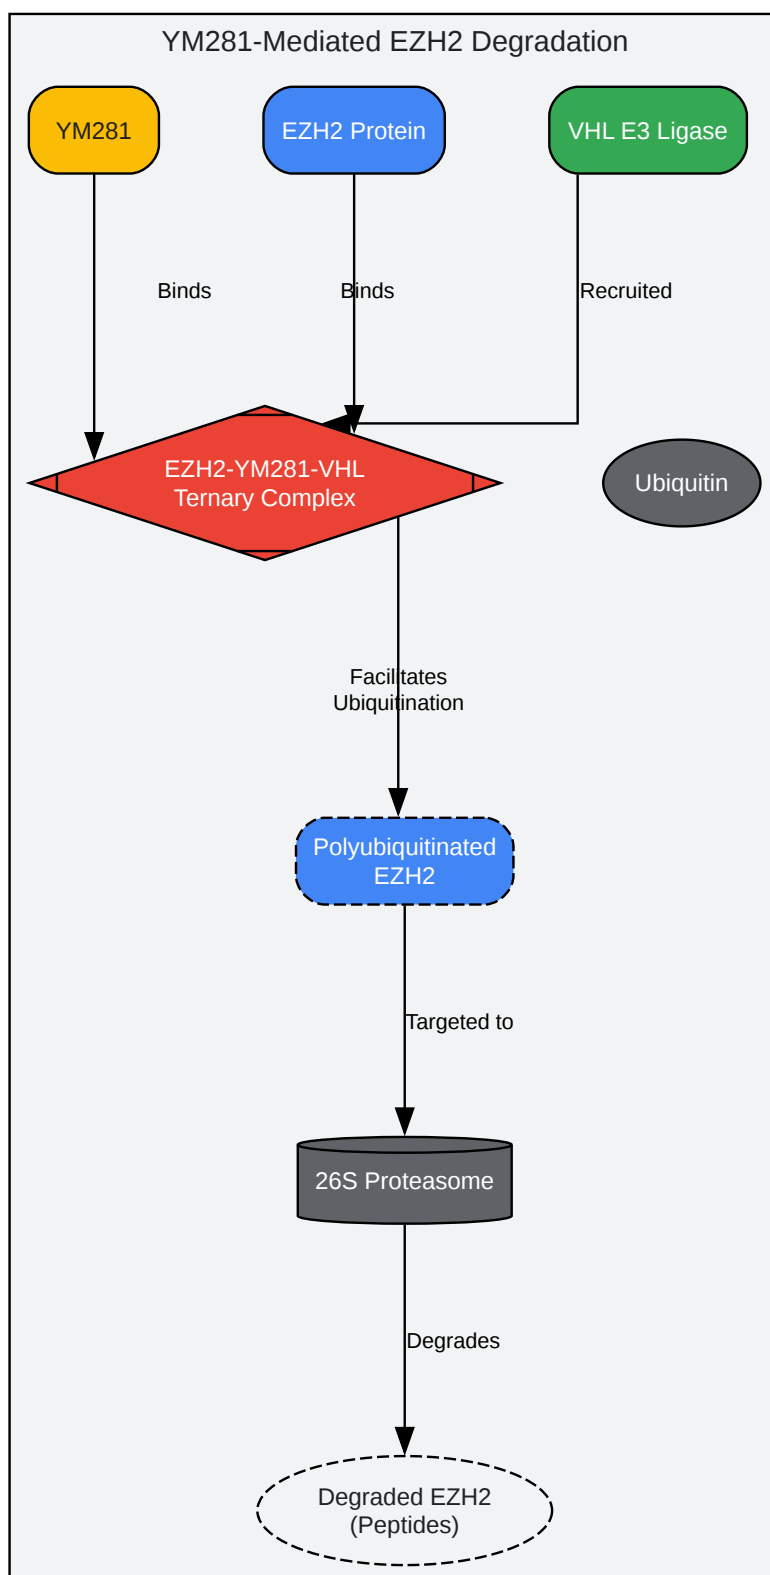 YM281-Mediated EZH2 Degradation
YM281
EZH2 Protein
VHL E3 Ligase
Binds
Binds
Recruited
EZH2-YM281-VHL
Ternary Complex
Ubiquitin
Facilitates
Ubiquitination
Polyubiquitinated
EZH2
Targeted to
26S Proteasome
Degrades
Degraded EZH2
(Peptides)